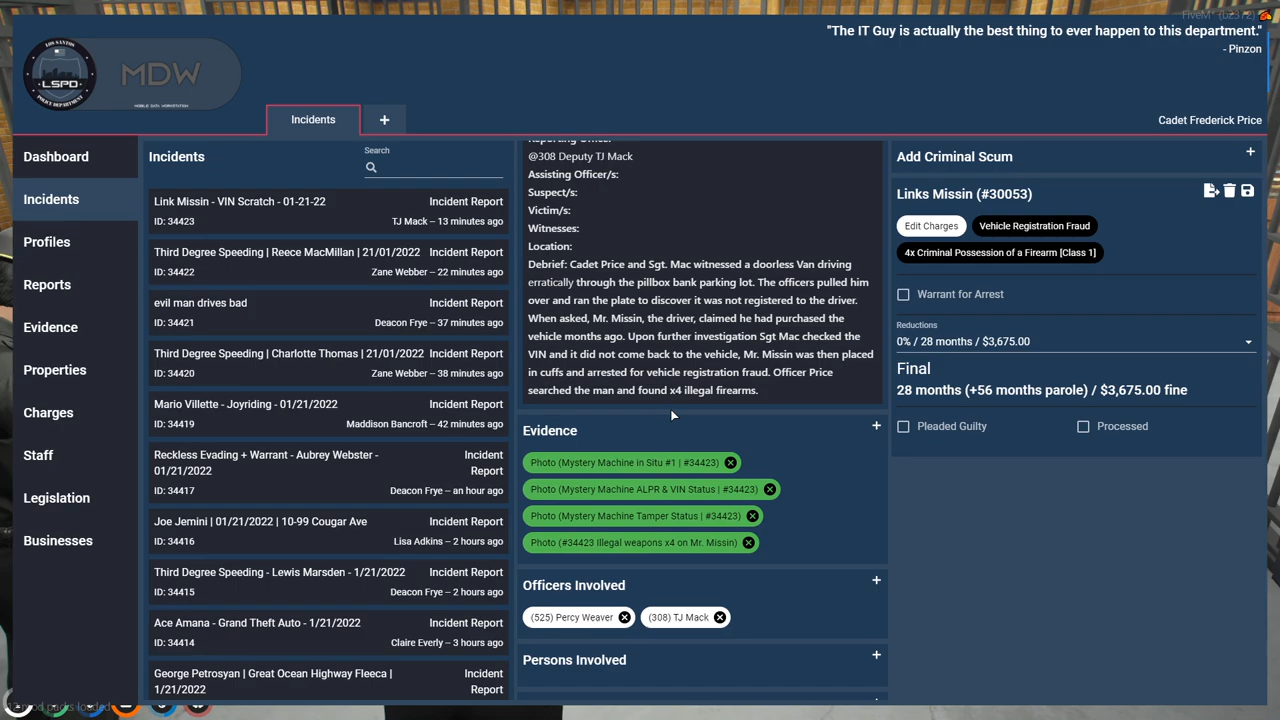 FiveM® (b2372)
"The IT Guy is actually the best thing to ever happen to this department."
- Pinzon
LOS SANTOS
LSPD
POLICE DEPARTMENT
MDW
MOBILE DATA WORKSTATION
Incidents
+
Cadet Frederick Price
Dashboard
Incidents
Profiles
Reports
Evidence
Properties
Charges
Staff
Legislation
Businesses
Incidents
Search
Link Missin - VIN Scratch - 01-21-22 Incident Report
ID: 34423 TJ Mack – 13 minutes ago
Third Degree Speeding | Reece MacMillan | 21/01/2022 Incident Report
ID: 34422 Zane Webber – 22 minutes ago
evil man drives bad Incident Report
ID: 34421 Deacon Frye – 37 minutes ago
Third Degree Speeding | Charlotte Thomas | 21/01/2022 Incident Report
ID: 34420 Zane Webber – 38 minutes ago
Mario Villette - Joyriding - 01/21/2022 Incident Report
ID: 34419 Maddison Bancroft – 42 minutes ago
Reckless Evading + Warrant - Aubrey Webster - Incident
01/21/2022 Report
ID: 34417 Deacon Frye – an hour ago
Joe Jemini | 01/21/2022 | 10-99 Cougar Ave Incident Report
ID: 34416 Lisa Adkins – 2 hours ago
Third Degree Speeding - Lewis Marsden - 1/21/2022 Incident Report
ID: 34415 Deacon Frye – 2 hours ago
Ace Amana - Grand Theft Auto - 1/21/2022 Incident Report
ID: 34414 Claire Everly – 3 hours ago
George Petrosyan | Great Ocean Highway Fleeca | Incident
1/21/2022 Report
Reporting Officer:
@308 Deputy TJ Mack
Assisting Officer/s:
Suspect/s:
Victim/s:
Witnesses:
Location:
Debrief: Cadet Price and Sgt. Mac witnessed a doorless Van driving
erratically through the pillbox bank parking lot. The officers pulled him
over and ran the plate to discover it was not registered to the driver.
When asked, Mr. Missin, the driver, claimed he had purchased the
vehicle months ago. Upon further investigation Sgt Mac checked the
VIN and it did not come back to the vehicle, Mr. Missin was then placed
in cuffs and arrested for vehicle registration fraud. Officer Price
searched the man and found x4 illegal firearms.
Evidence +
Photo (Mystery Machine in Situ #1 | #34423)
Photo (Mystery Machine ALPR & VIN Status | #34423)
Photo (Mystery Machine Tamper Status | #34423)
Photo (#34423 Illegal weapons x4 on Mr. Missin)
Officers Involved +
(525) Percy Weaver (308) TJ Mack
Persons Involved +
Add Criminal Scum +
Links Missin (#30053)
Edit Charges Vehicle Registration Fraud
4x Criminal Possession of a Firearm [Class 1]
Warrant for Arrest
Reductions
0% / 28 months / $3,675.00
Final
28 months (+56 months parole) / $3,675.00 fine
Pleaded Guilty Processed
mod packs loaded